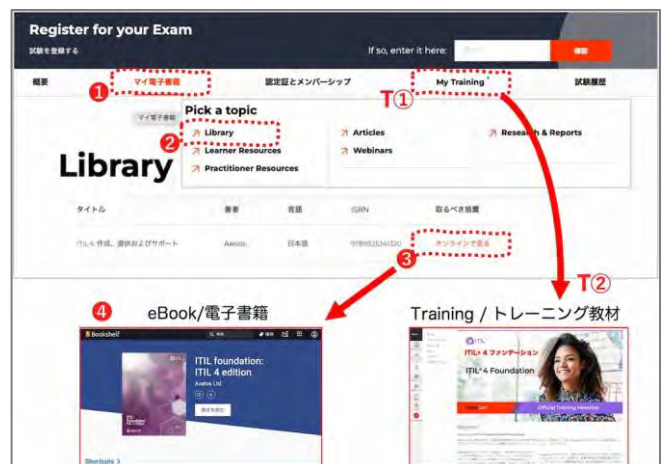 Register for your Exam
試験を登録する
If so, enter it here:
概要
マイ電子書籍
認定証とメンバーシップ
My Training
試験履歴
❶
T①
マイ電子書籍
Pick a topic
❷
Library
Articles
Research & Reports
Learner Resources
Webinars
Practitioner Resources
Library
タイトル
著者
言語
ISBN
取るべき措置
ITIL 4 作成、提供およびサポート
Axelos
日本語
オンラインで見る
❸
T②
❹
eBook/電子書籍
Training / トレーニング教材
Bookshelf
ITIL foundation:
ITIL 4 edition
Axelos Ltd
Shortcuts >
ITIL
ITIL® 4 ファンデーション
ITIL® 4 Foundation
Official Training Materials